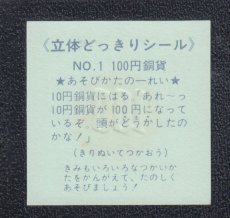 《立体どっきりシール》
NO.1 100円銅貨
★あそびかたの一れい★
10円銅貨にはる「あれ〜っ
10円銅貨が100円になって
いるぞ 頭がどうかしたの
かな!」
(きりぬいてつかおう)
きみもいろいろなつかいか
たをかんがえて、たのしく
あそびましょう!